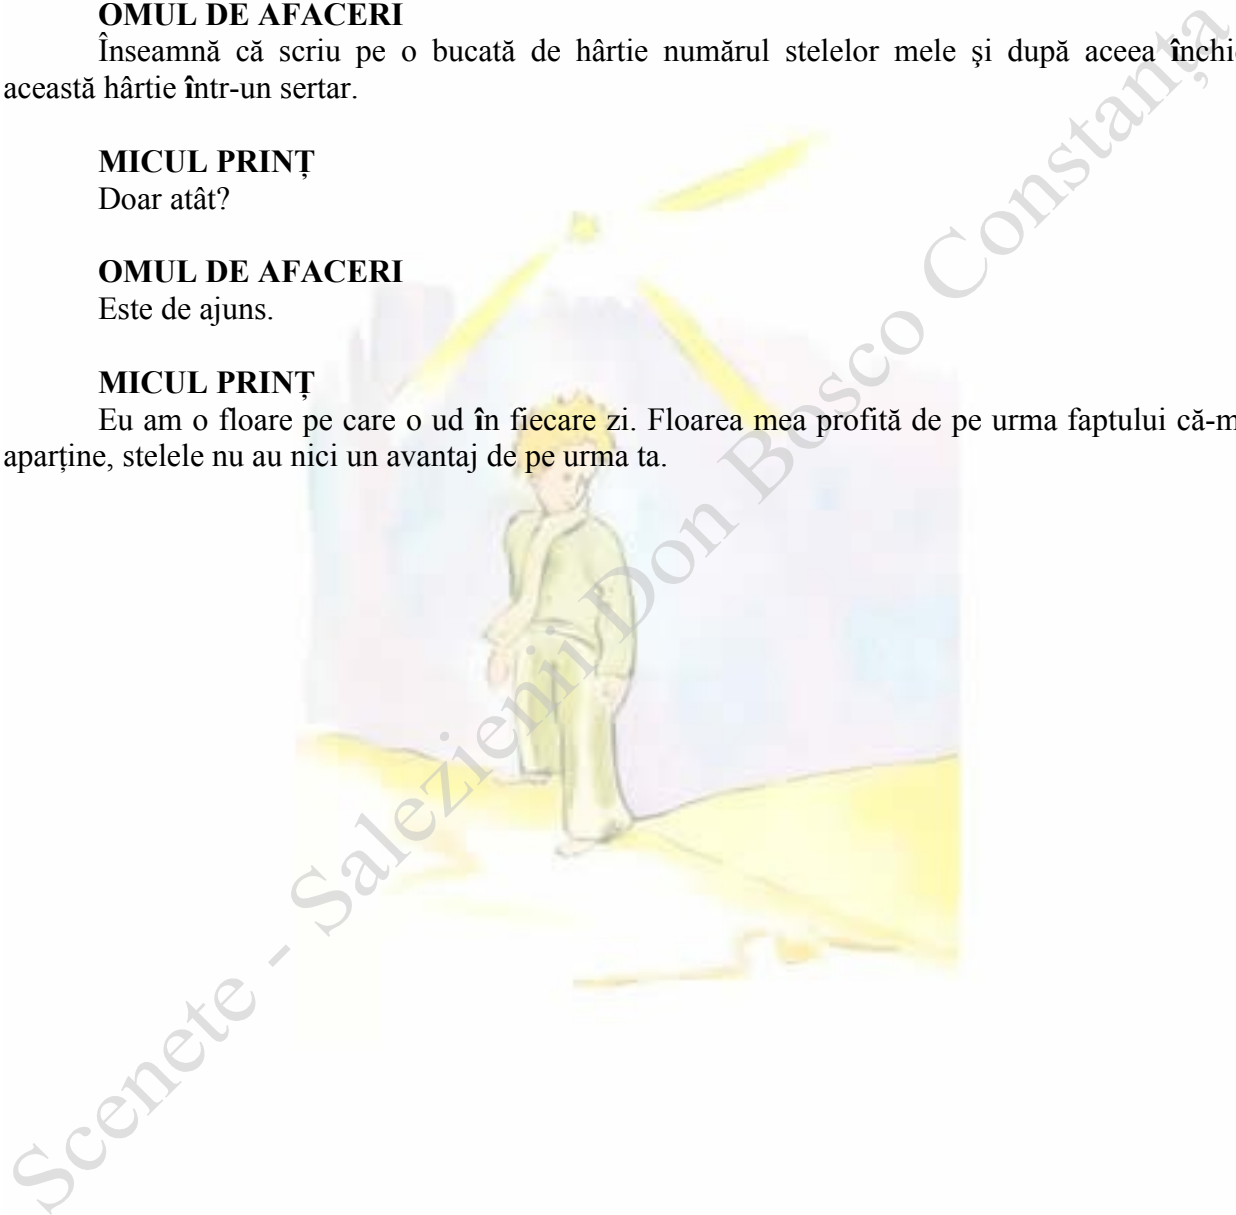 OMUL DE AFACERI
Înseamnă că scriu pe o bucată de hârtie numărul stelelor mele şi după aceea închi
această hârtie într-un sertar.
MICUL PRINȚ
Doar atât?
OMUL DE AFACERI
Este de ajuns.
MICUL PRINȚ
Eu am o floare pe care o ud în fiecare zi. Floarea mea profită de pe urma faptului că-m
aparține, stelele nu au nici un avantaj de pe urma ta.
Scenete - Salezienii Don Bosco Constanța